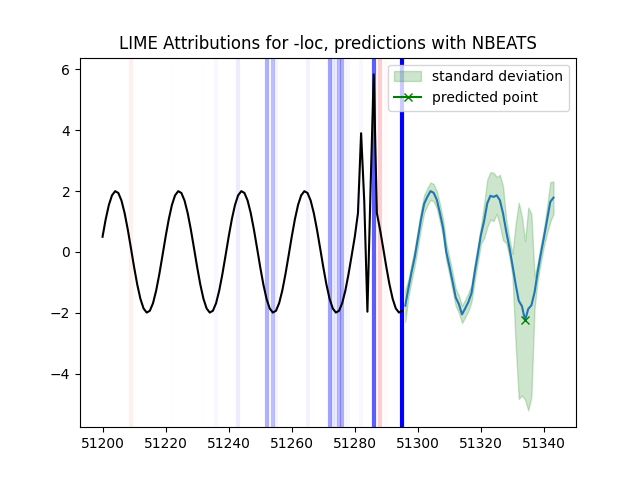 LIME Attributions for -loc, predictions with NBEATS
standard deviation
predicted point
6
4
2
0
−2
−4
51200 51220 51240 51260 51280 51300 51320 51340